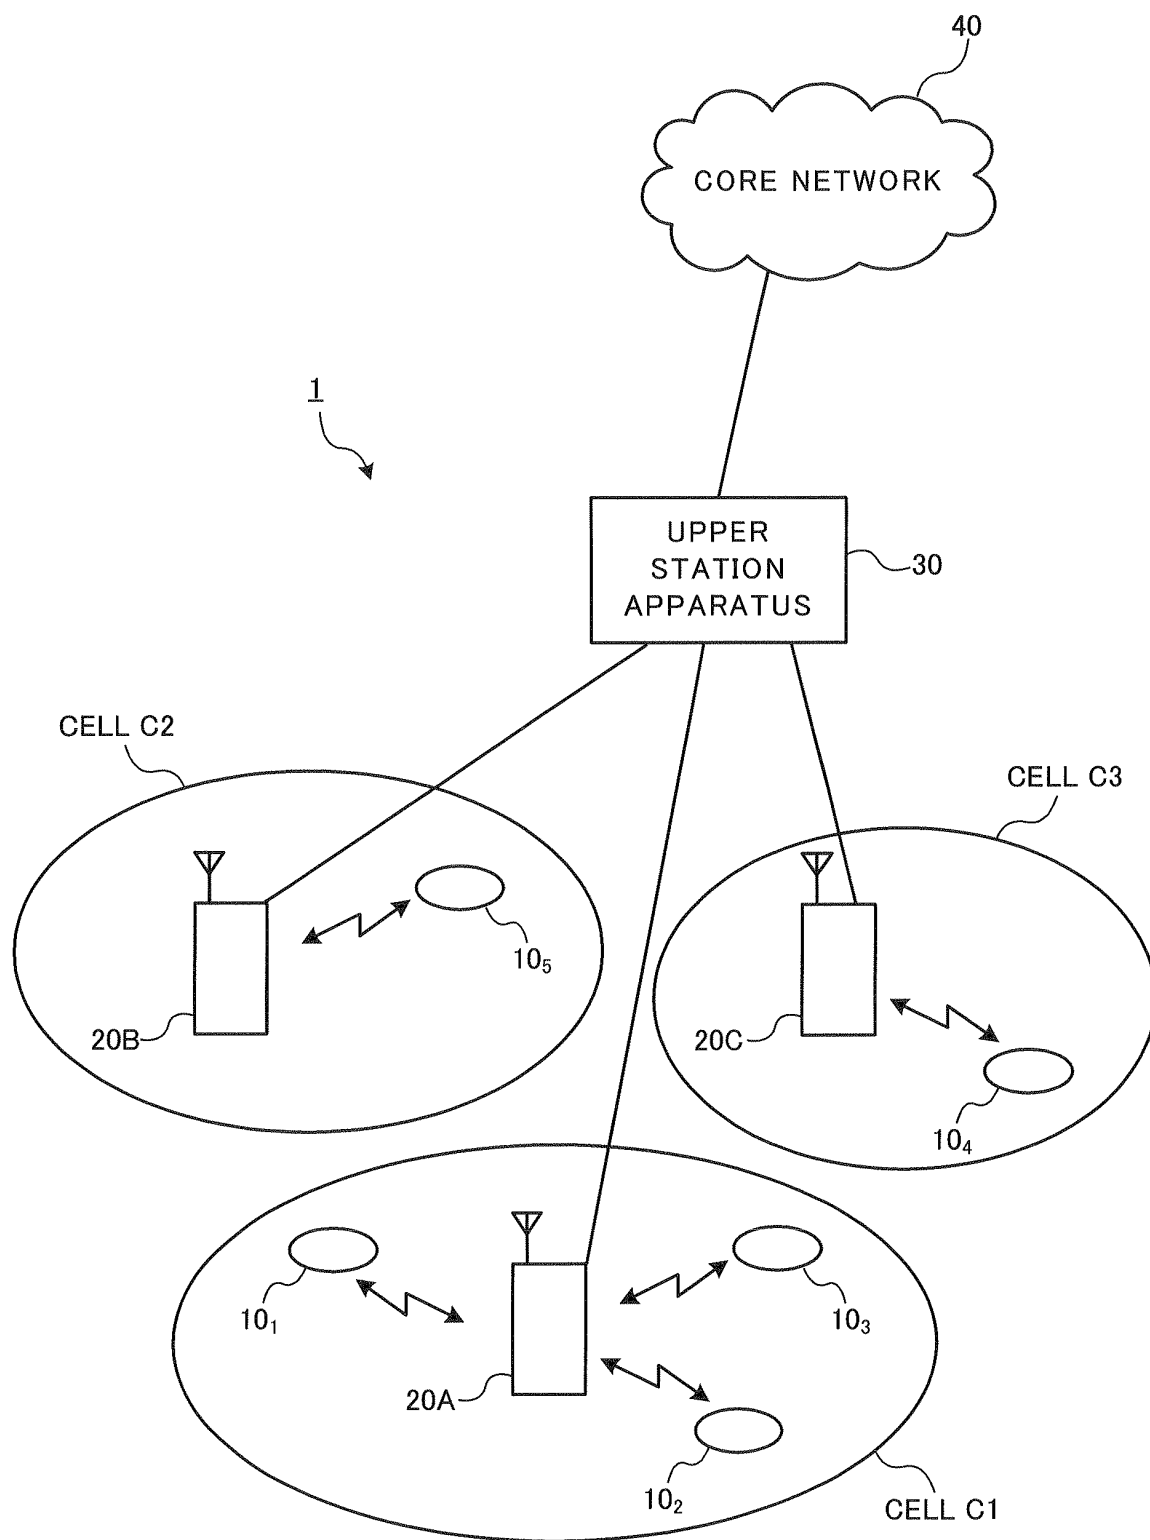 40
CORE NETWORK
1
UPPER
STATION
APPARATUS
30
CELL C2
CELL C3
10₅
20B
20C
10₄
10₁
10₃
20A
10₂
CELL C1